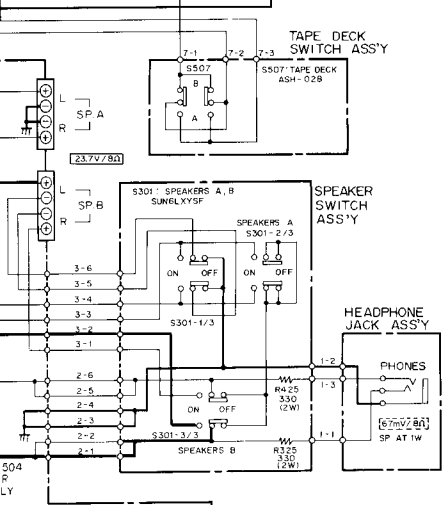 TAPE DECK
SWITCH ASS'Y
7-1
7-2
7-3
S507
S507: TAPE DECK
ASH-028
B
A
+
L
-
SP. A
-
R
+
23.7V/8Ω
+
L
-
SP. B
-
R
+
S301: SPEAKERS A, B
SUN6LXYSF
SPEAKER
SWITCH
ASS'Y
SPEAKERS A
S301-2/3
ON
OFF
ON
OFF
3-6
3-5
3-4
3-3
3-2
3-1
S301-1/3
HEADPHONE
JACK ASS'Y
2-6
2-5
2-4
2-3
2-2
2-1
1-2
1-3
1-1
R425
330
(2W)
PHONES
67mV/8Ω
SP AT 1W
ON
OFF
S301-3/3
SPEAKERS B
R325
330
(2W)
504
R
LY